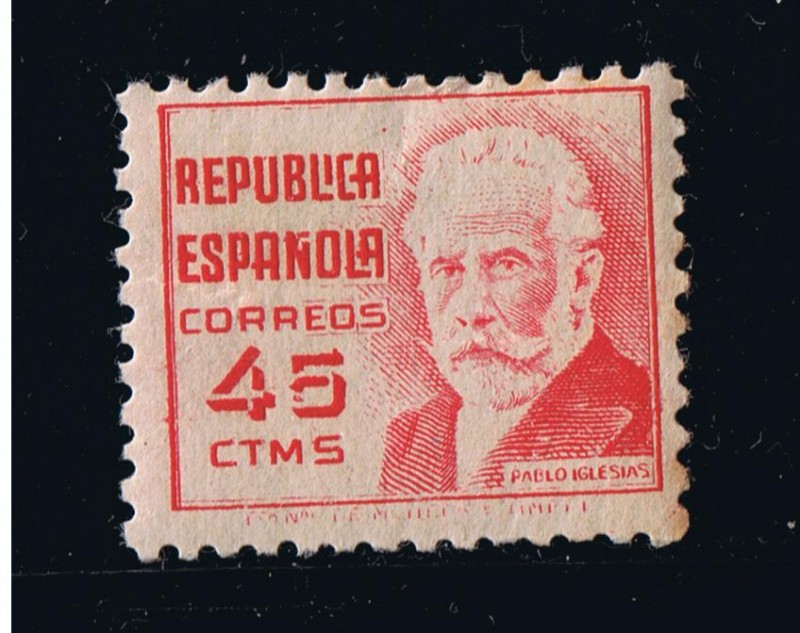 REPUBLICA
ESPAÑOLA
CORREOS
45
CTMS
PABLO IGLESIAS